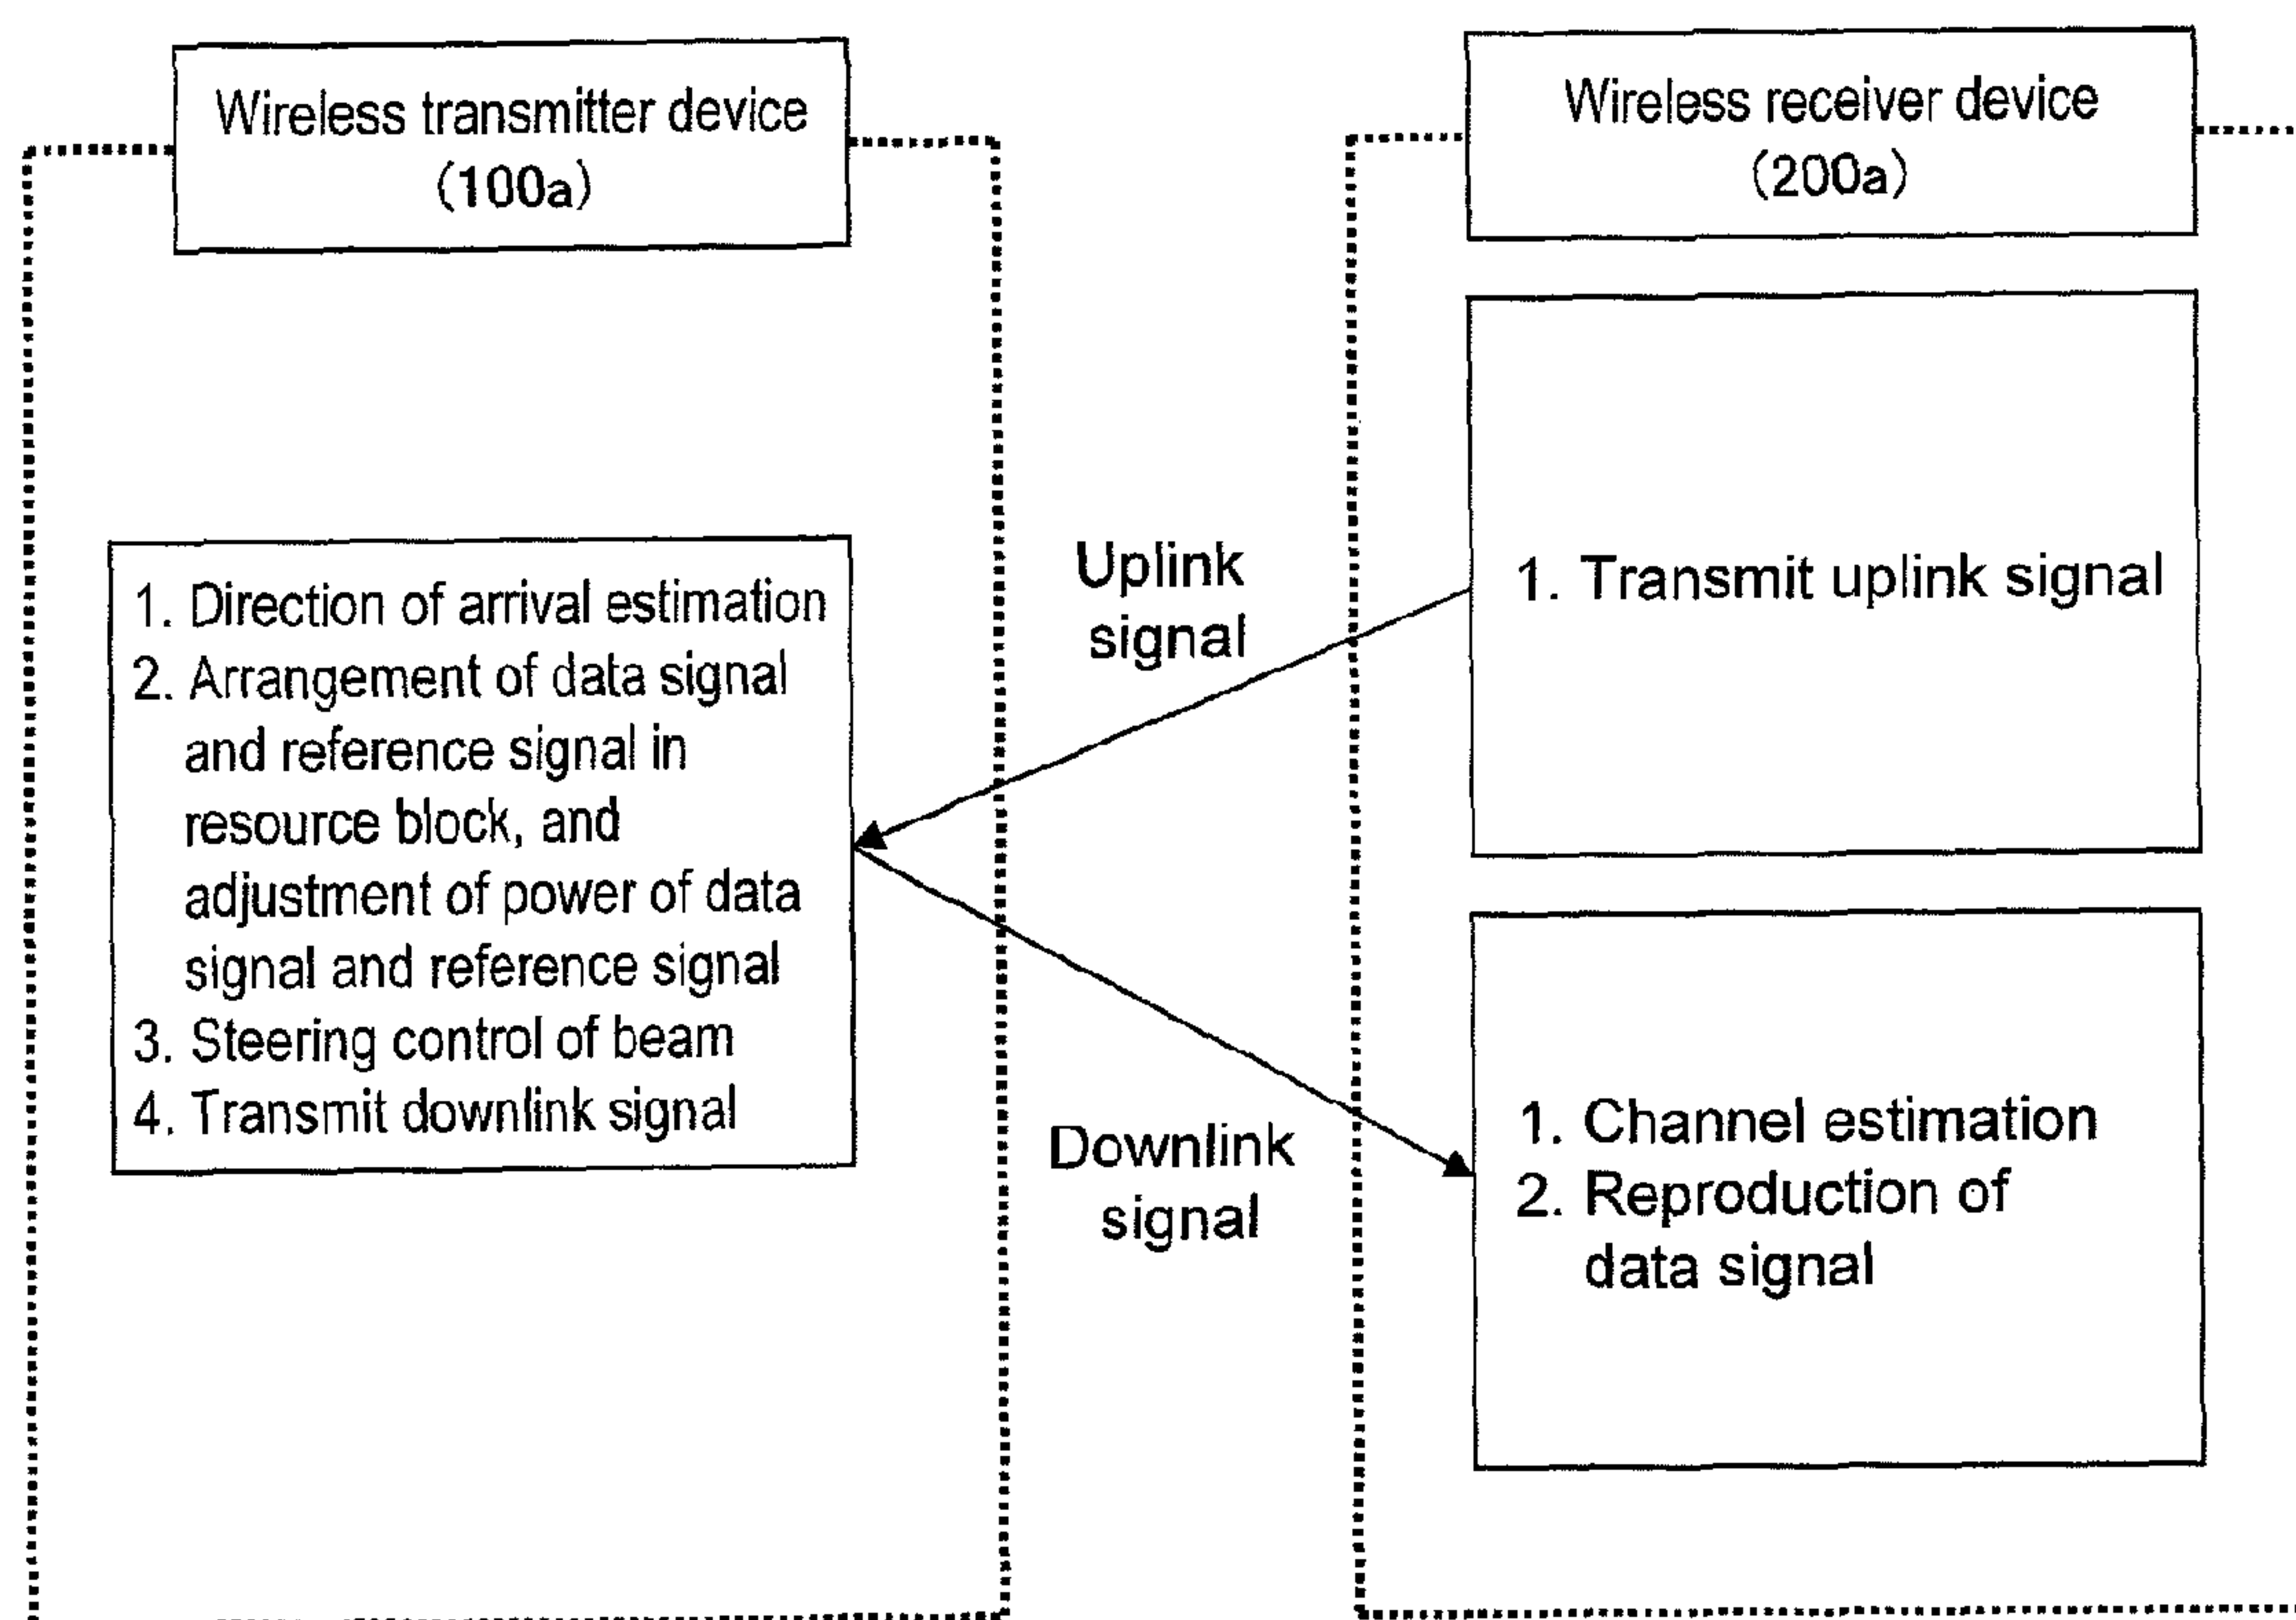 Wireless transmitter device
(100a)
Wireless receiver device
(200a)
1. Transmit uplink signal
Uplink
signal
1. Direction of arrival estimation
2. Arrangement of data signal
and reference signal in
resource block, and
adjustment of power of data
signal and reference signal
3. Steering control of beam
4. Transmit downlink signal
Downlink
signal
1. Channel estimation
2. Reproduction of
data signal